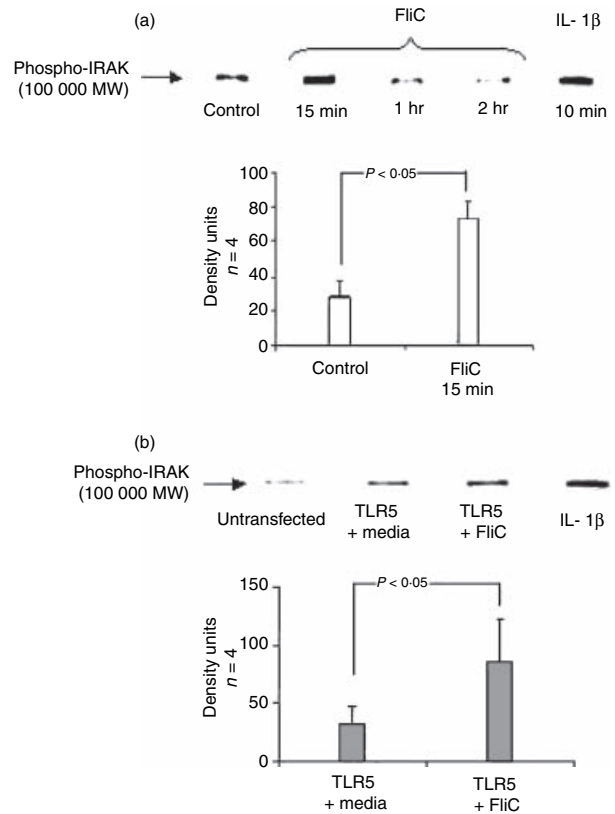 (a)
FliC
IL- 1β
Phospho-IRAK
(100 000 MW)
Control
15 min
1 hr
2 hr
10 min
100
80
60
40
20
0
Density units
n = 4
P < 0·05
Control
FliC
15 min
(b)
Phospho-IRAK
(100 000 MW)
Untransfected
TLR5
+ media
TLR5
+ FliC
IL- 1β
150
100
50
0
Density units
n = 4
P < 0·05
TLR5
+ media
TLR5
+ FliC